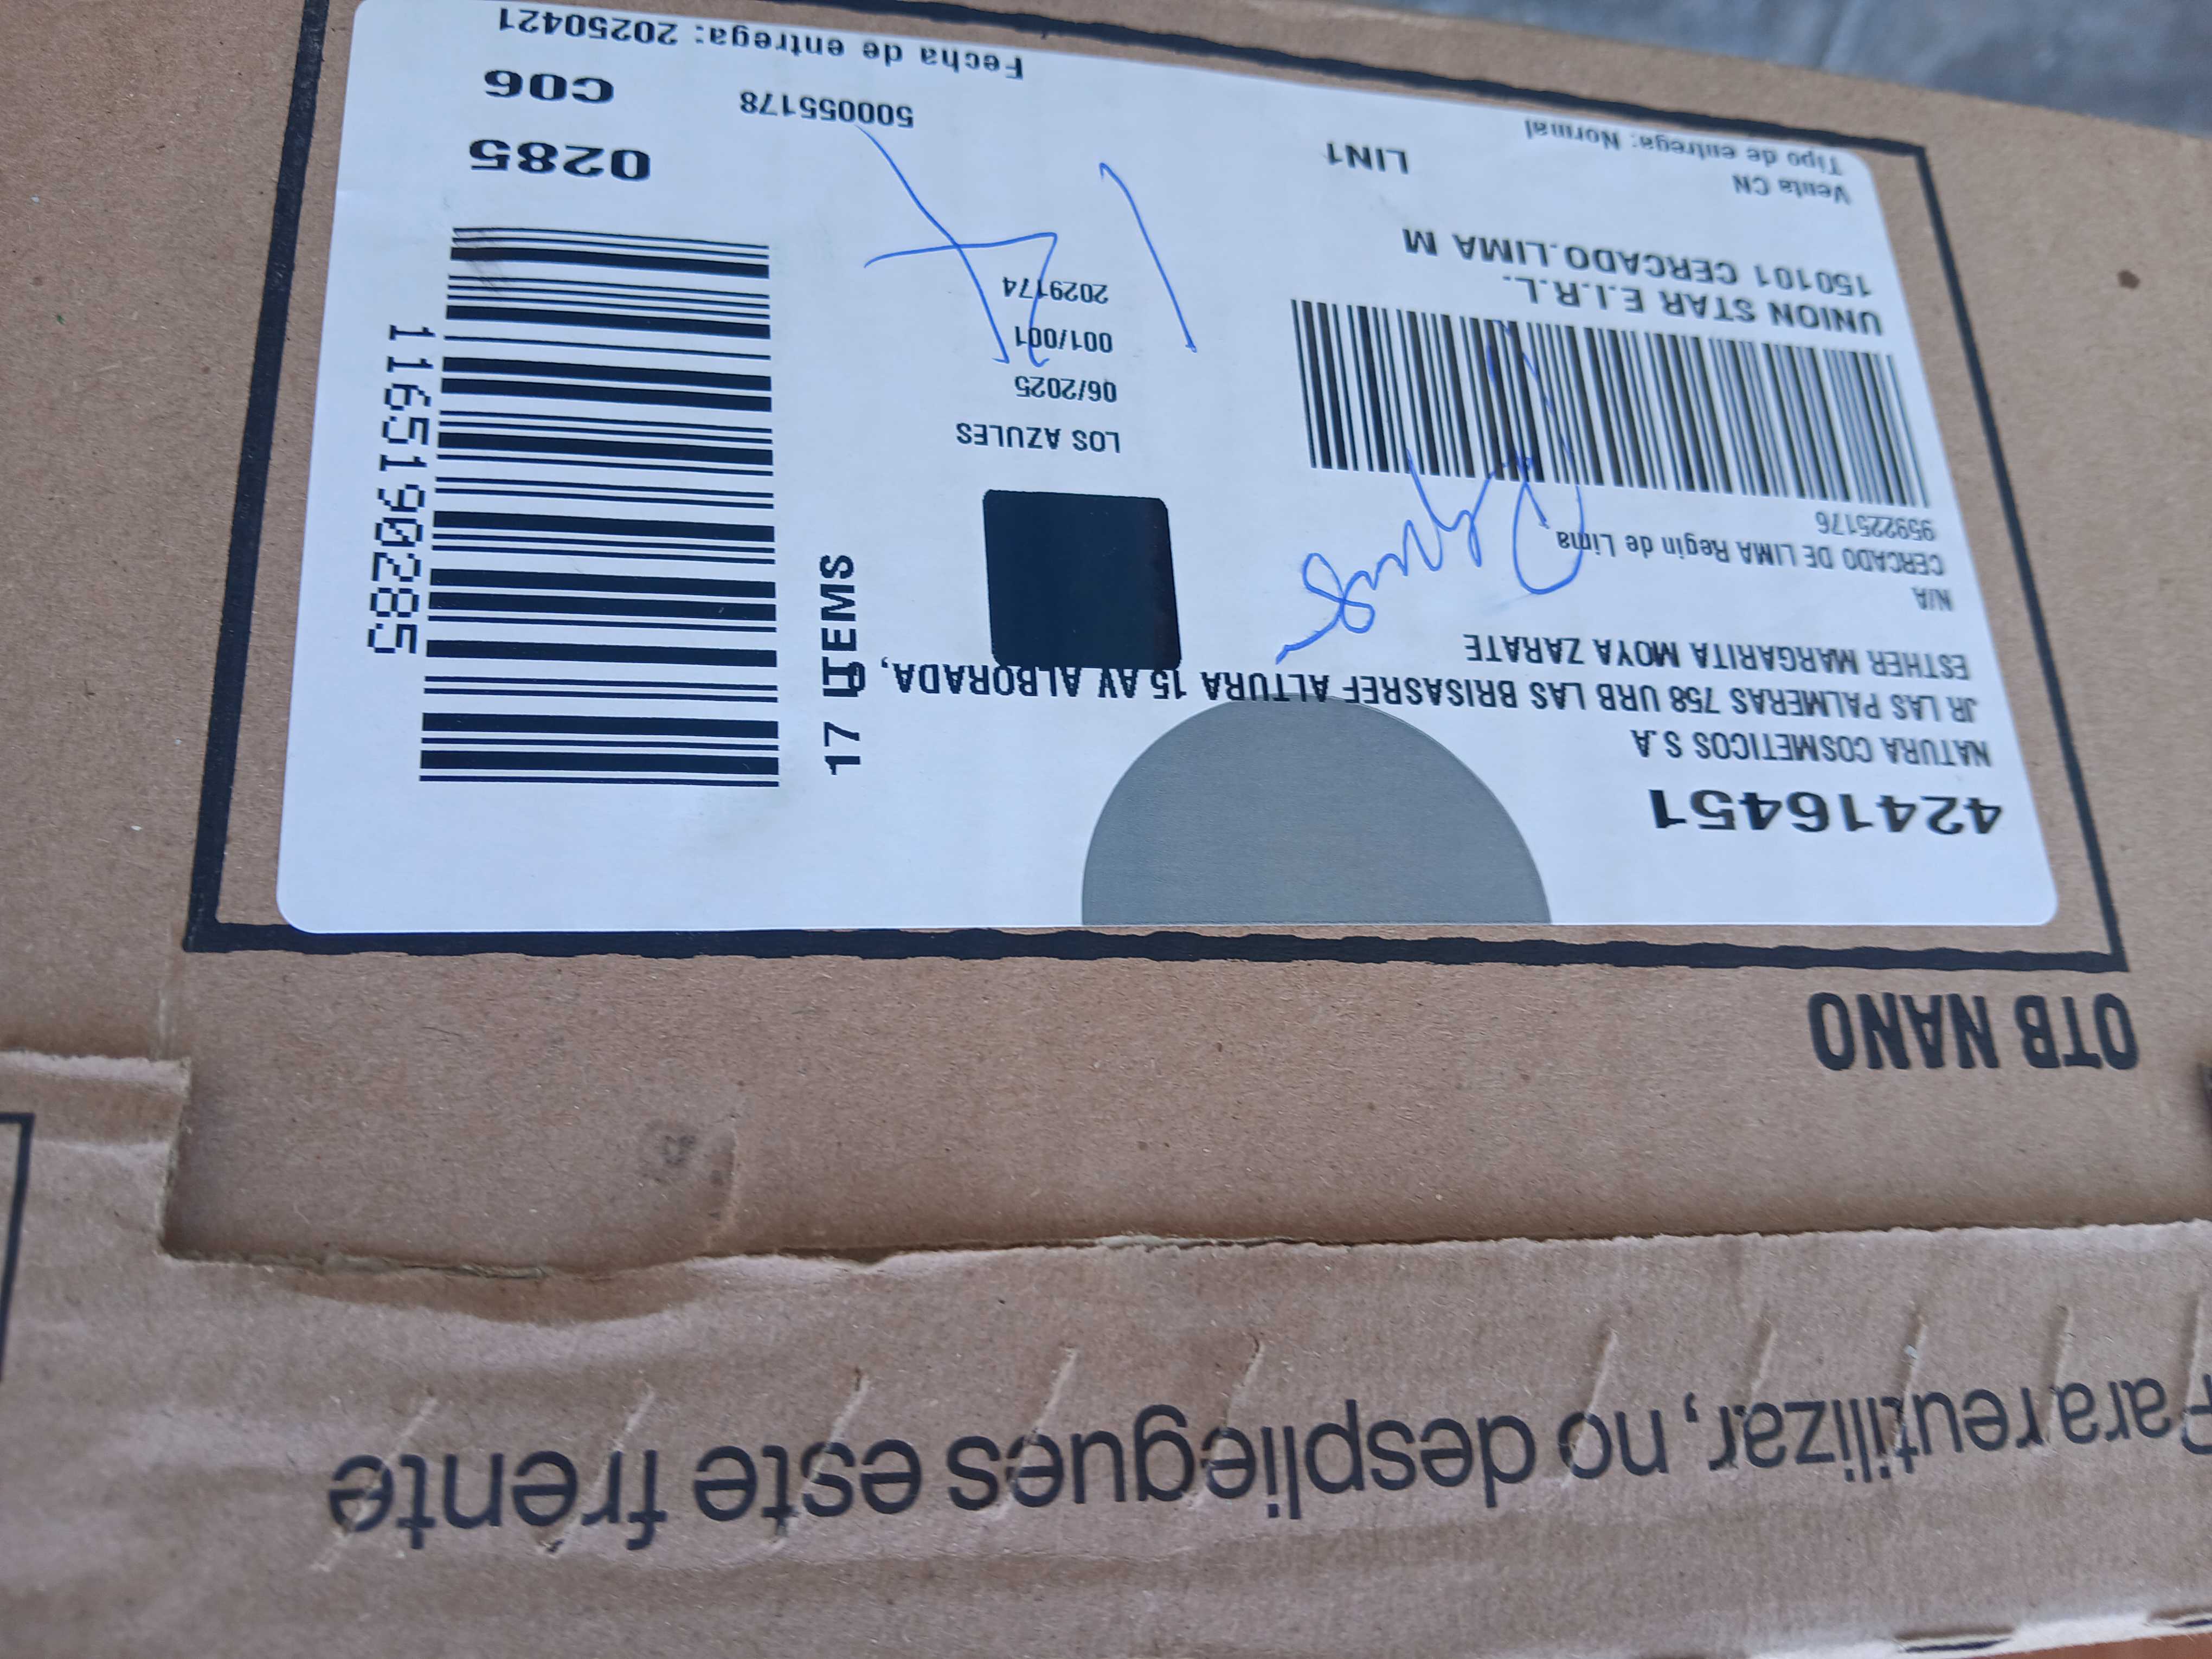 OTB NANO
42416451
NATURA COSMETICOS S.A
JR LAS PALMERAS 758 URB LAS BRISASREF ALTURA 15 AV ALBORADA,
ESTHER MARGARITA MOYA ZARATE
N/A
CERCADO DE LIMA Regin de Lima
959225176
UNION STAR E.I.R.L.
150101 CERCADO.LIMA M
Venta CN
Tipo de entrega: Normal
LIN1
LOS AZULES
06/2025
001/001
2029174
17 ITEMS
1165190285
0285
C06
500055178
Fecha de entrega: 20250421
Para reutilizar, no despliegues este frente